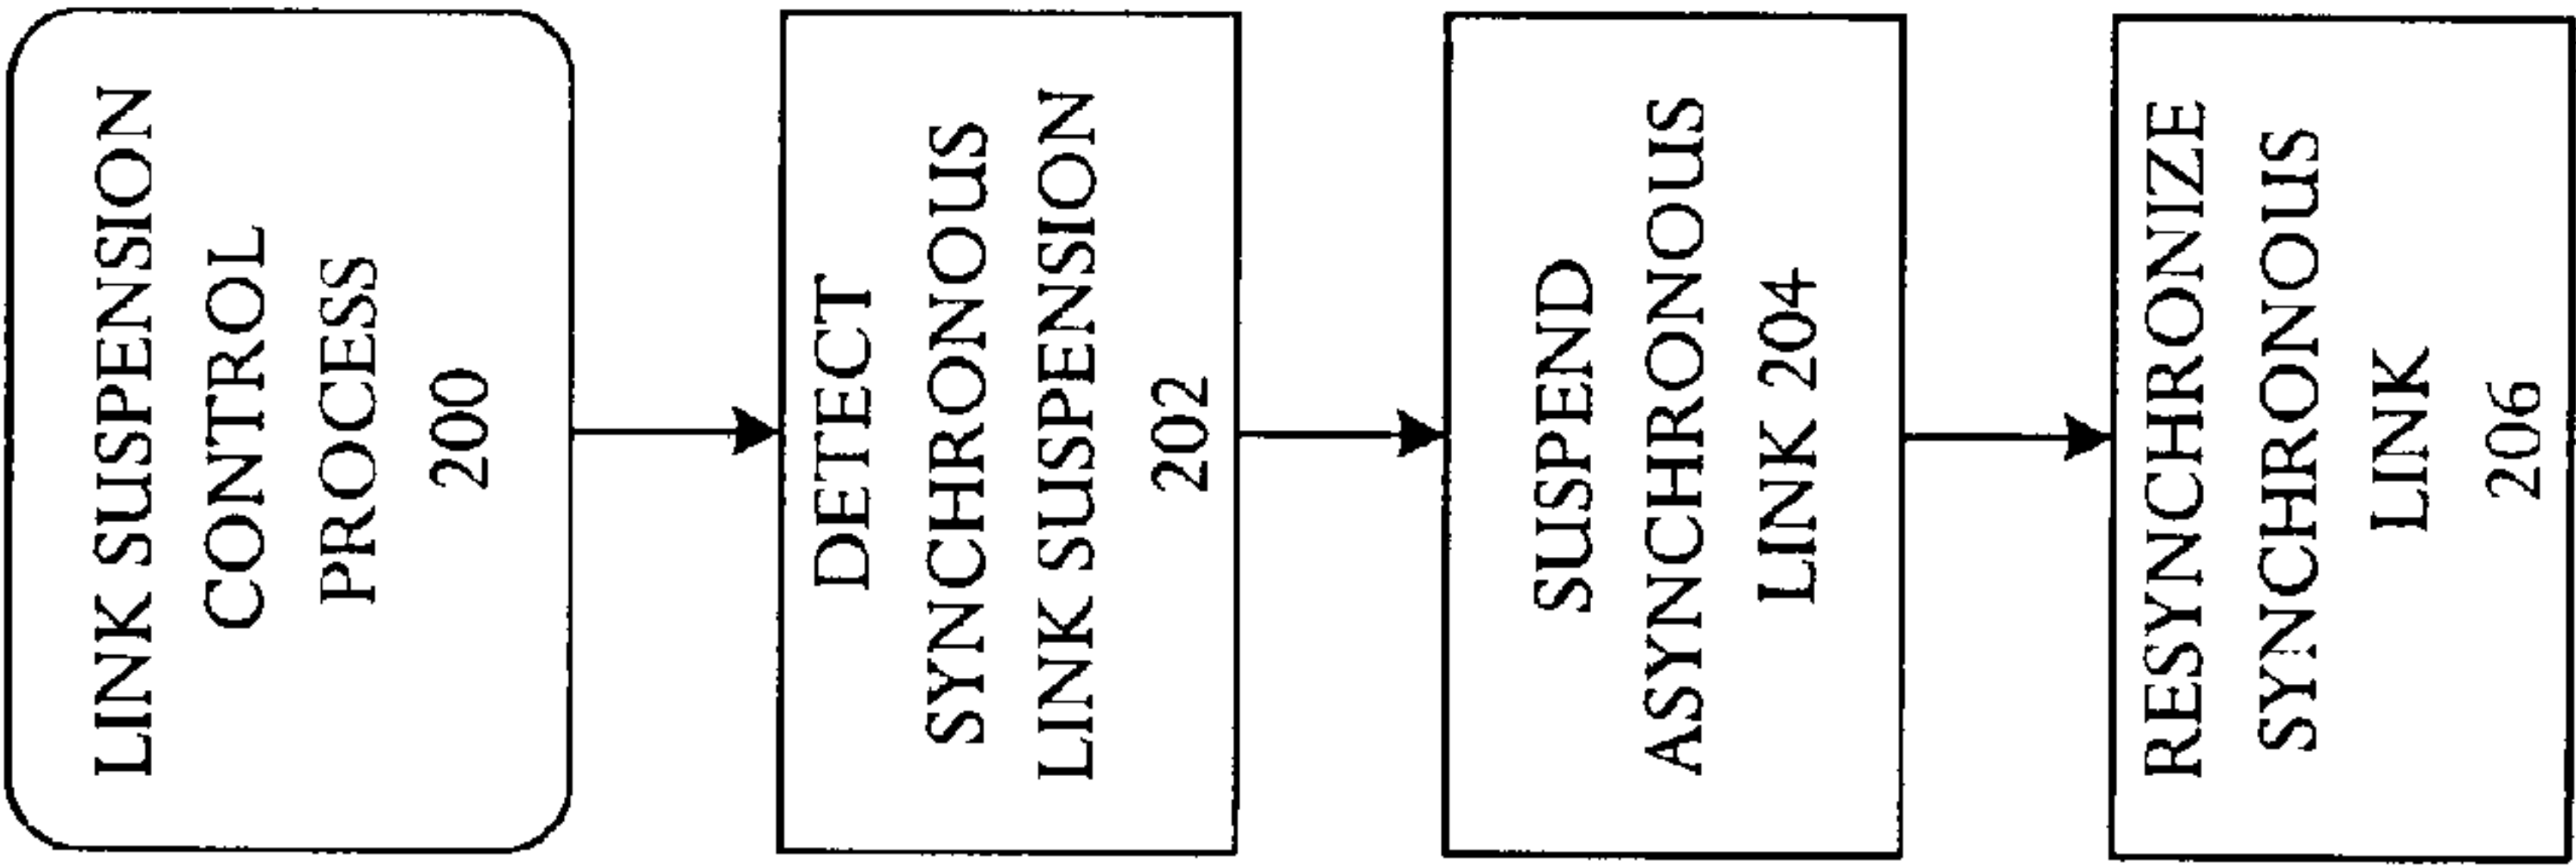 LINK SUSPENSION
CONTROL
PROCESS
200
DETECT
SYNCHRONOUS
LINK SUSPENSION
202
SUSPEND
ASYNCHRONOUS
LINK 204
RESYNCHRONIZE
SYNCHRONOUS
LINK
206